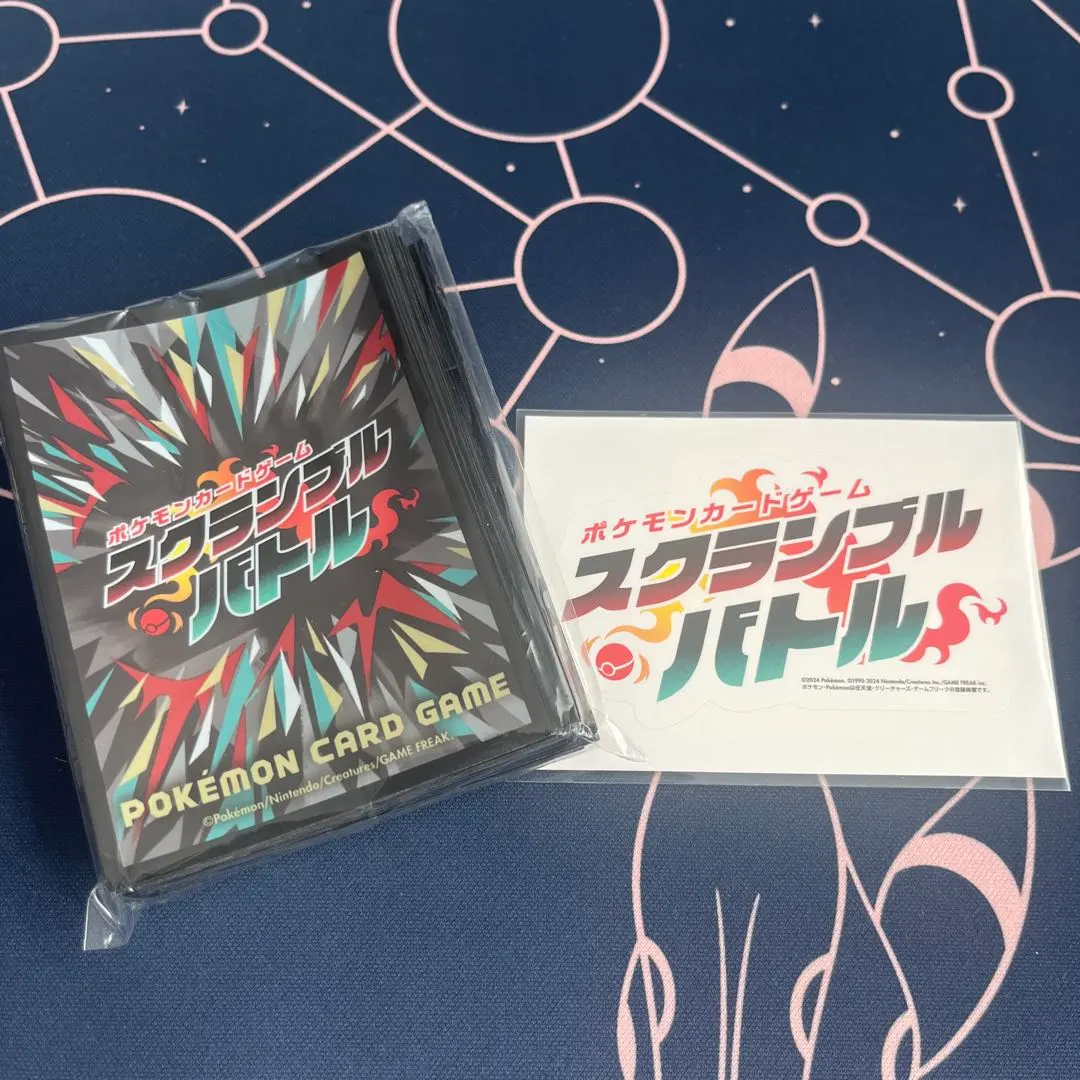 ポケモンカードゲーム
スクランブル
バトル
POKÉMON CARD GAME
©Pokémon/Nintendo/Creatures/GAME FREAK.
ポケモンカードゲーム
スクランブル
バトル
©2024 Pokémon. ©1995-2024 Nintendo/Creatures Inc./GAME FREAK inc.
ポケモン・Pokémonは任天堂・クリーチャーズ・ゲームフリークの登録商標です。